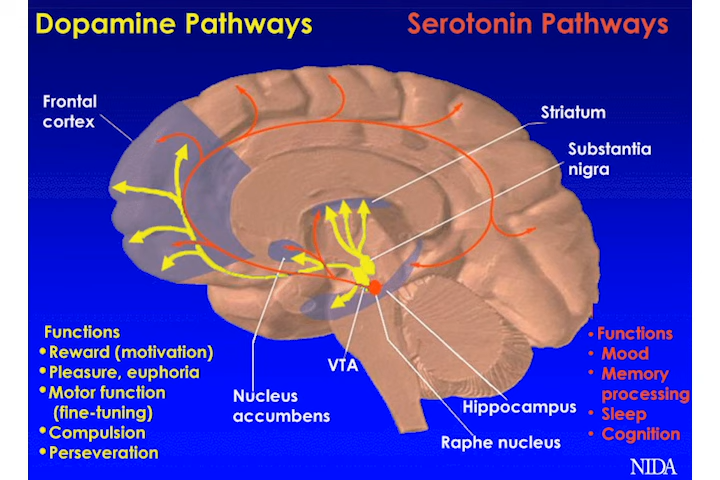 Dopamine Pathways
Serotonin Pathways
Frontal
cortex
Striatum
Substantia
nigra
Functions
• Reward (motivation)
• Pleasure, euphoria
• Motor function
(fine-tuning)
• Compulsion
• Perseveration
VTA
Nucleus
accumbens
Hippocampus
Raphe nucleus
• Functions
• Mood
• Memory
processing
• Sleep
• Cognition
NIDA